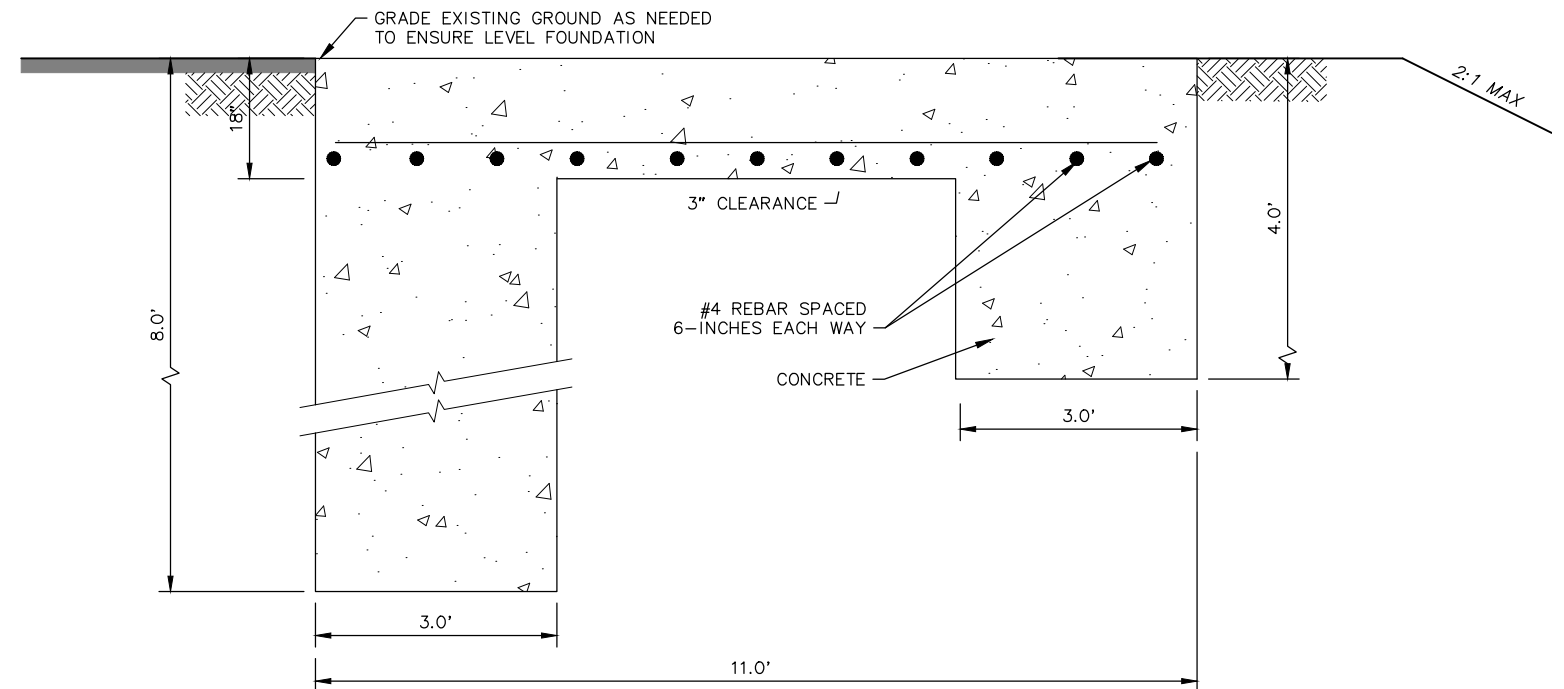 GRADE EXISTING GROUND AS NEEDED
TO ENSURE LEVEL FOUNDATION
2:1 MAX
18"
3" CLEARANCE
4.0'
8.0'
#4 REBAR SPACED
6-INCHES EACH WAY
CONCRETE
3.0'
3.0'
11.0'